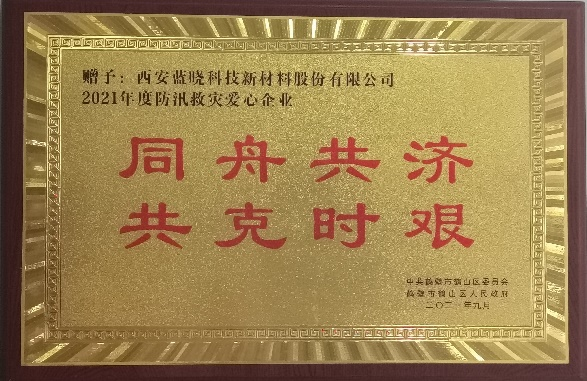 赠予：西安蓝晓科技新材料股份有限公司
2021年度防汛救灾爱心企业
同舟共济
共克时艰
中共鹤壁市鹤山区委员会
鹤壁市鹤山区人民政府
二〇二一年九月